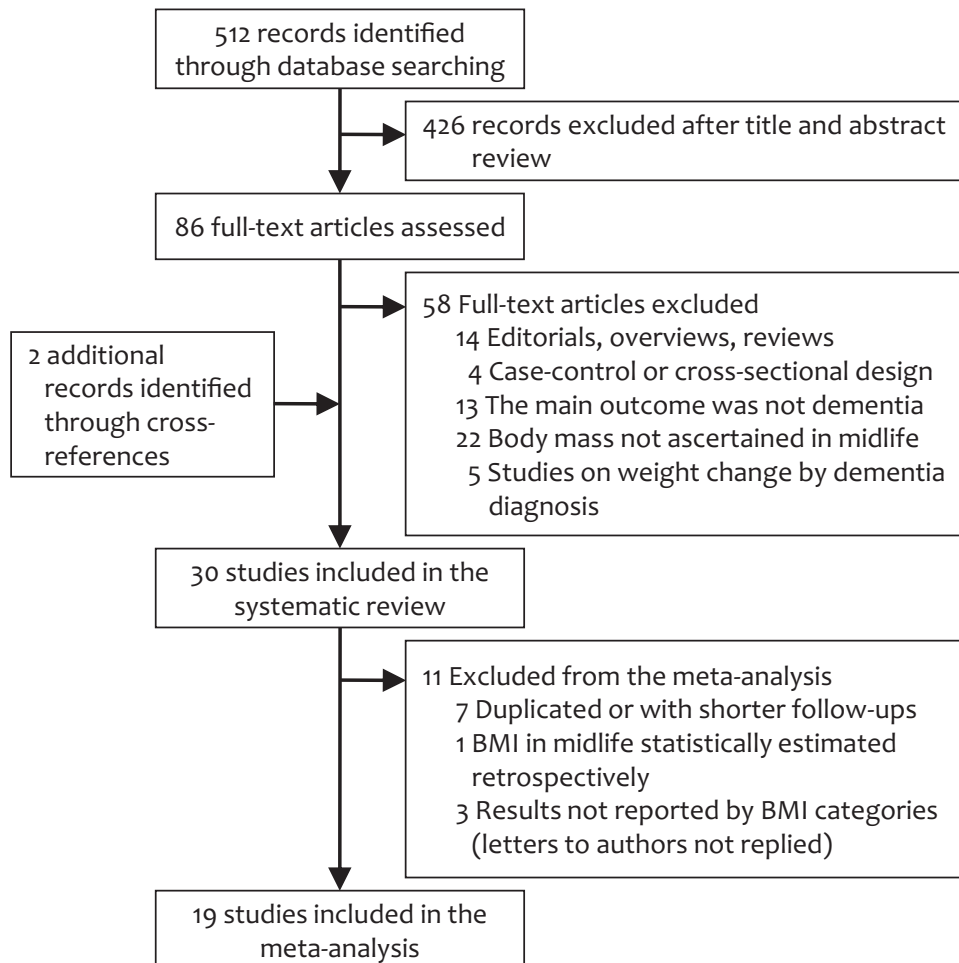 512 records identified
through database searching
426 records excluded after title and abstract
review
86 full-text articles assessed
58 Full-text articles excluded
14 Editorials, overviews, reviews
4 Case-control or cross-sectional design
13 The main outcome was not dementia
22 Body mass not ascertained in midlife
5 Studies on weight change by dementia
diagnosis
2 additional
records identified
through cross-
references
30 studies included in the
systematic review
11 Excluded from the meta-analysis
7 Duplicated or with shorter follow-ups
1 BMI in midlife statistically estimated
retrospectively
3 Results not reported by BMI categories
(letters to authors not replied)
19 studies included in the
meta-analysis